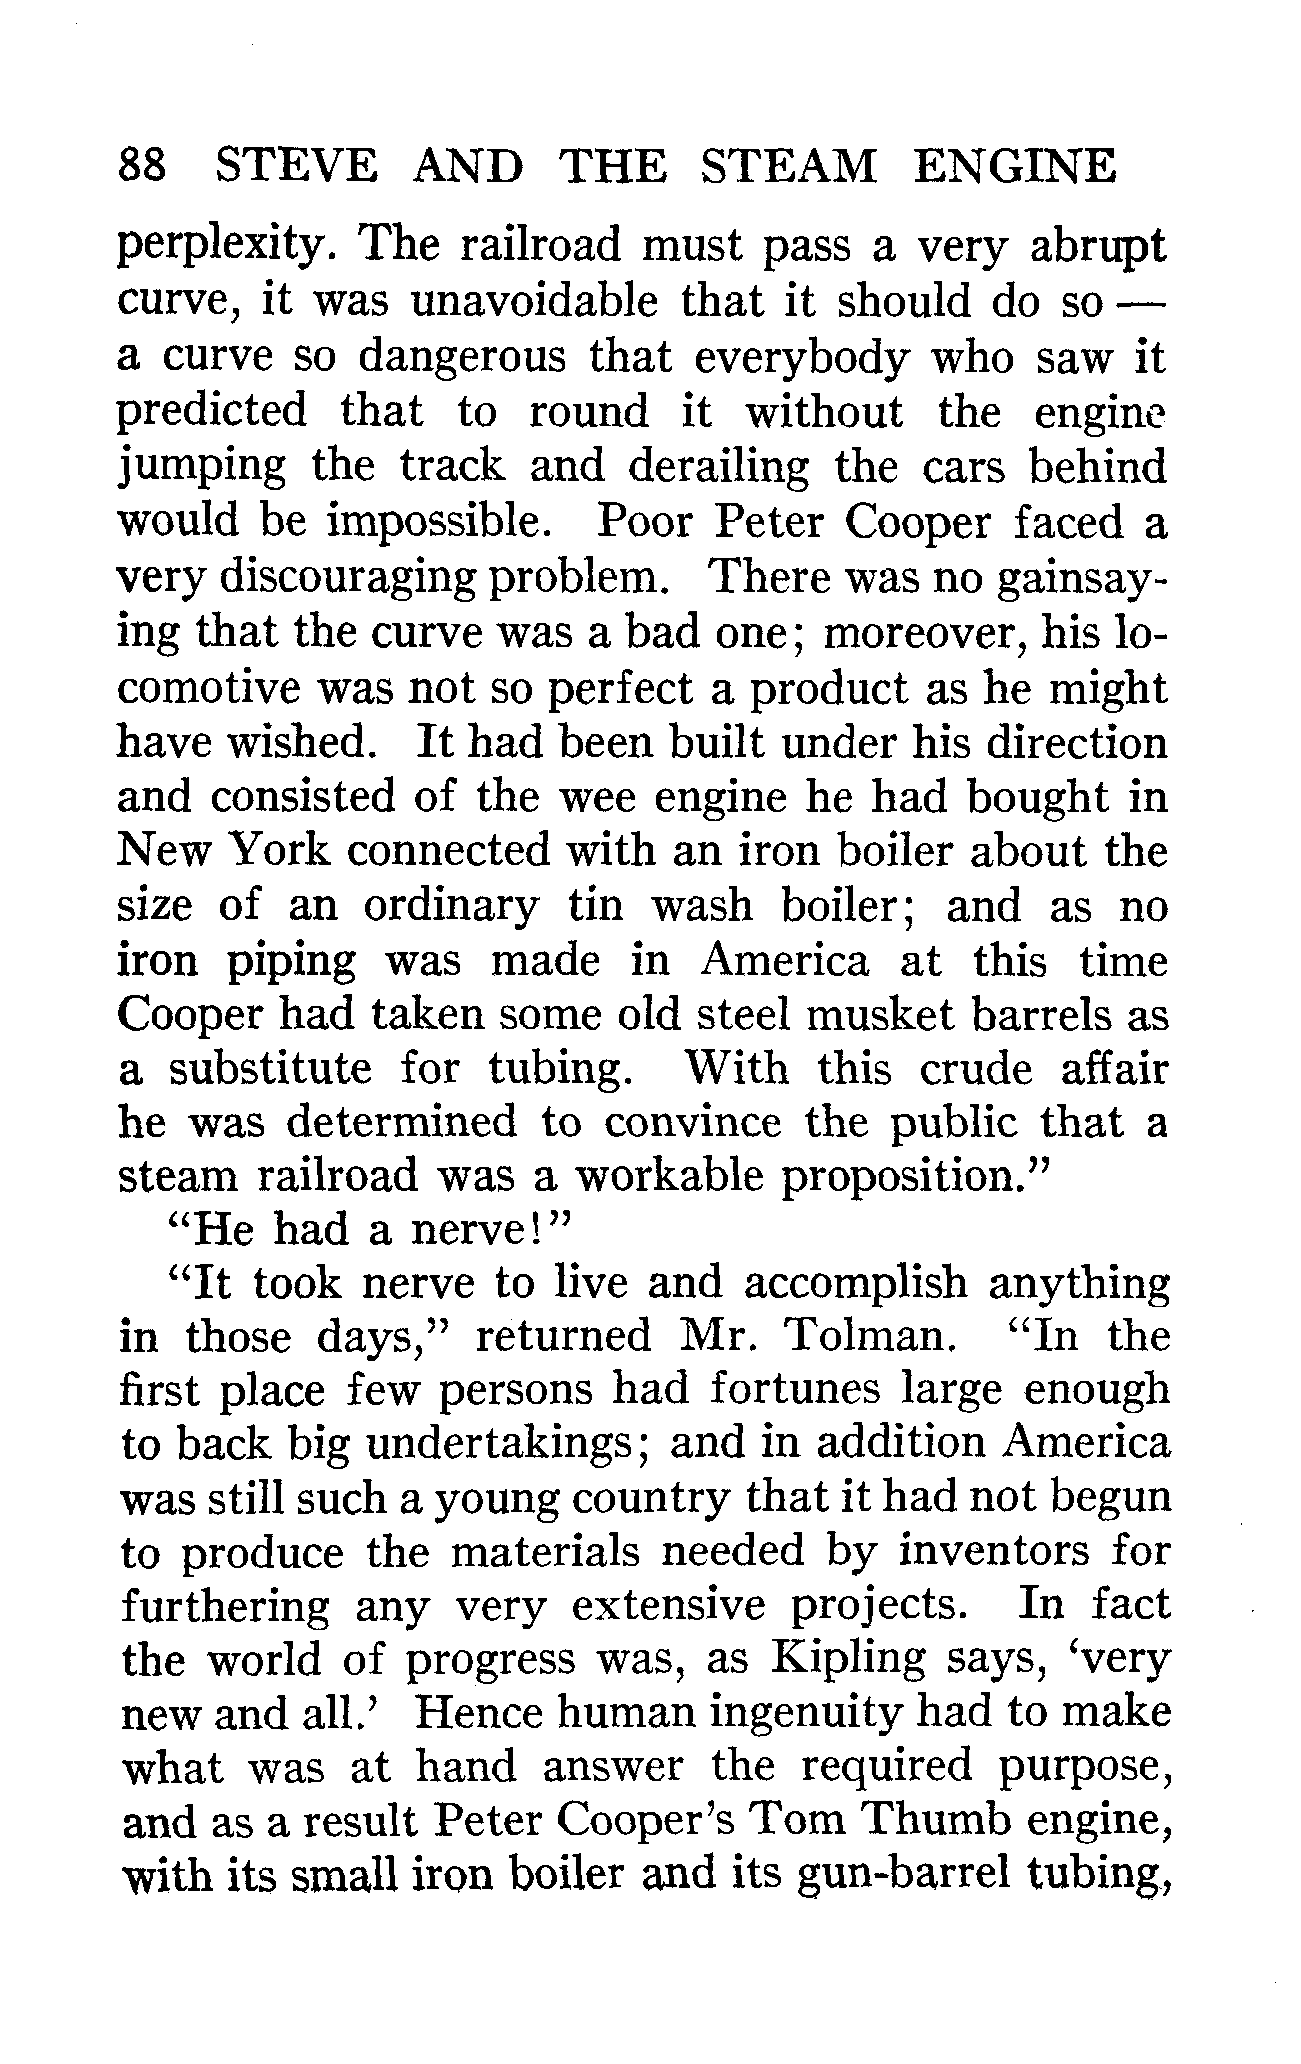 88 STEVE AND THE STEAM ENGINE
perplexity. The railroad must pass a very abrupt
curve, it was unavoidable that it should do so —
a curve so dangerous that everybody who saw it
predicted that to round it without the engine
jumping the track and derailing the cars behind
would be impossible. Poor Peter Cooper faced a
very discouraging problem. There was no gainsay-
ing that the curve was a bad one; moreover, his lo-
comotive was not so perfect a product as he might
have wished. It had been built under his direction
and consisted of the wee engine he had bought in
New York connected with an iron boiler about the
size of an ordinary tin wash boiler; and as no
iron piping was made in America at this time
Cooper had taken some old steel musket barrels as
a substitute for tubing. With this crude affair
he was determined to convince the public that a
steam railroad was a workable proposition.”
“He had a nerve!”
“It took nerve to live and accomplish anything
in those days,” returned Mr. Tolman. “In the
first place few persons had fortunes large enough
to back big undertakings; and in addition America
was still such a young country that it had not begun
to produce the materials needed by inventors for
furthering any very extensive projects. In fact
the world of progress was, as Kipling says, ‘very
new and all.’ Hence human ingenuity had to make
what was at hand answer the required purpose,
and as a result Peter Cooper’s Tom Thumb engine,
with its small iron boiler and its gun-barrel tubing,